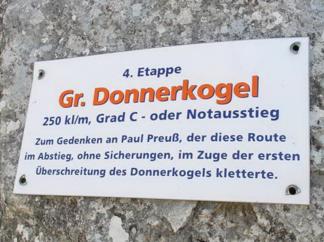 4. Etappe
Gr. Donnerkogel
250 kl/m, Grad C - oder Notausstieg
Zum Gedenken an Paul Preuß, der diese Route
im Abstieg, ohne Sicherungen, im Zuge der ersten
Überschreitung des Donnerkogels kletterte.